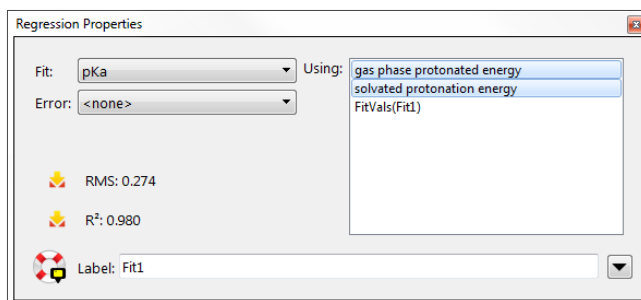 Regression Properties
Fit: pKa Using: gas phase protonated energy
solvated protonation energy
Error: <none> FitVals(Fit1)
RMS: 0.274
R²: 0.980
Label: Fit1